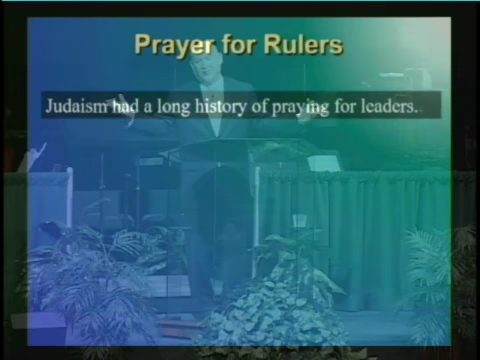 Prayer for Rulers
Judaism had a long history of praying for leaders.